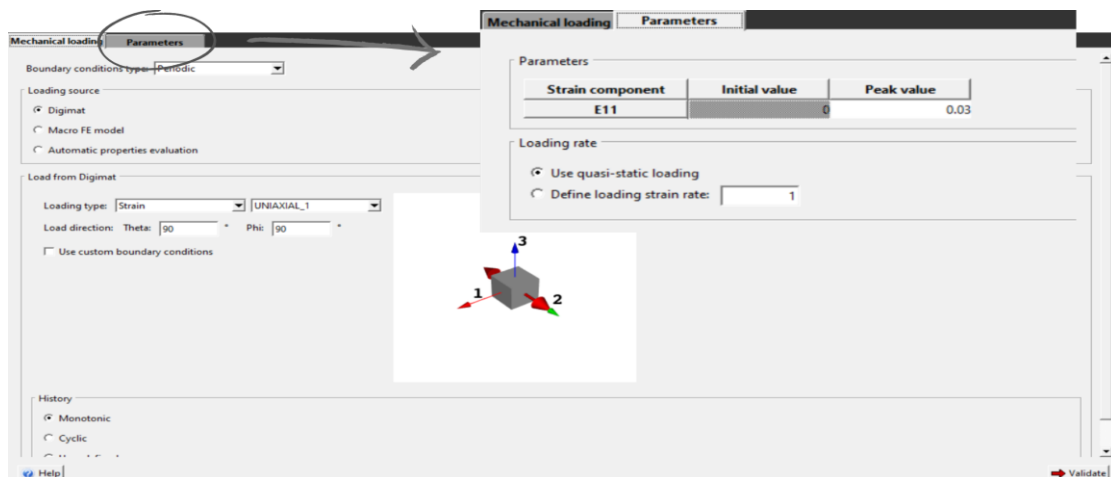 Mechanical loading Parameters
Boundary conditions type: Periodic
Loading source
Digimat
Macro FE model
Automatic properties evaluation
Load from Digimat
Loading type: Strain UNIAXIAL_1
Load direction: Theta: 90 ° Phi: 90 °
Use custom boundary conditions
3
1
2
History
Monotonic
Cyclic
Help
Validate
Mechanical loading Parameters
Parameters
Strain component Initial value Peak value
E11 0 0.03
Loading rate
Use quasi-static loading
Define loading strain rate: 1